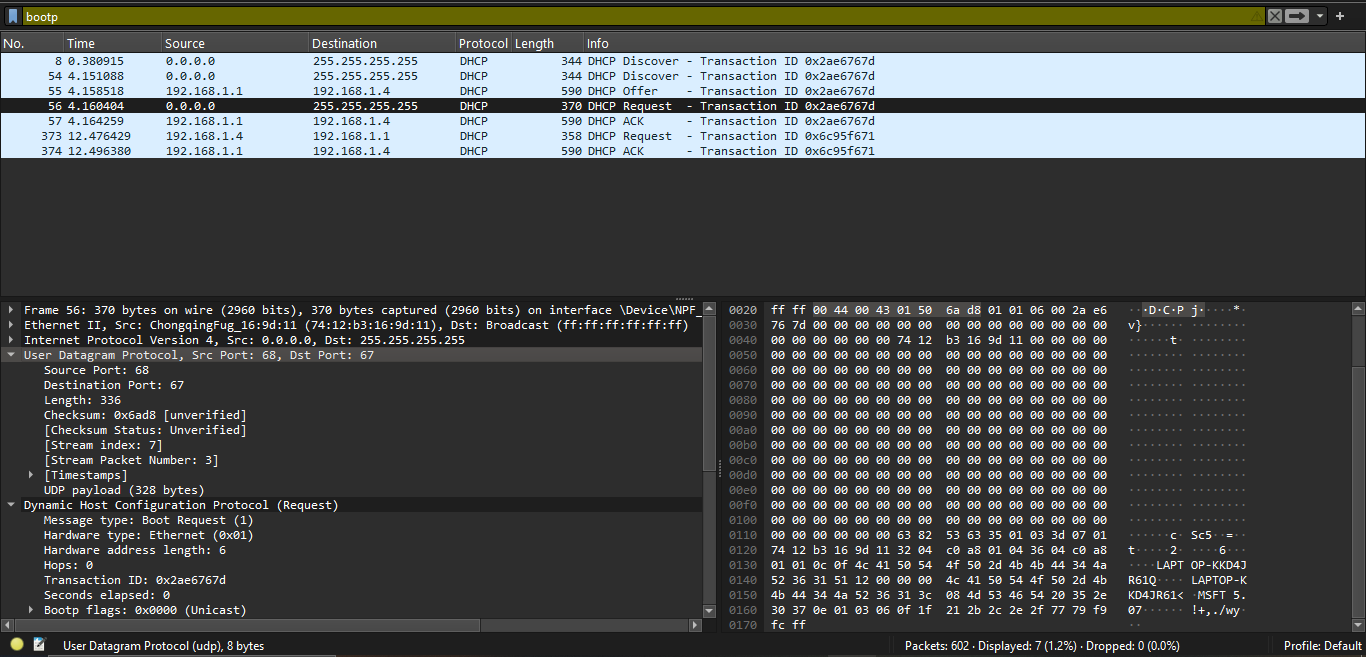 bootp
No. Time Source Destination Protocol Length Info
8 0.380915 0.0.0.0 255.255.255.255 DHCP 344 DHCP Discover - Transaction ID 0x2ae6767d
54 4.151088 0.0.0.0 255.255.255.255 DHCP 344 DHCP Discover - Transaction ID 0x2ae6767d
55 4.158518 192.168.1.1 192.168.1.4 DHCP 590 DHCP Offer - Transaction ID 0x2ae6767d
56 4.160404 0.0.0.0 255.255.255.255 DHCP 370 DHCP Request - Transaction ID 0x2ae6767d
57 4.164259 192.168.1.1 192.168.1.4 DHCP 590 DHCP ACK - Transaction ID 0x2ae6767d
373 12.476429 192.168.1.4 192.168.1.1 DHCP 358 DHCP Request - Transaction ID 0x6c95f671
374 12.496380 192.168.1.1 192.168.1.4 DHCP 590 DHCP ACK - Transaction ID 0x6c95f671
Frame 56: 370 bytes on wire (2960 bits), 370 bytes captured (2960 bits) on interface \Device\NPF_
Ethernet II, Src: ChongqingFug_16:9d:11 (74:12:b3:16:9d:11), Dst: Broadcast (ff:ff:ff:ff:ff:ff)
Internet Protocol Version 4, Src: 0.0.0.0, Dst: 255.255.255.255
User Datagram Protocol, Src Port: 68, Dst Port: 67
Source Port: 68
Destination Port: 67
Length: 336
Checksum: 0x6ad8 [unverified]
[Checksum Status: Unverified]
[Stream index: 7]
[Stream Packet Number: 3]
[Timestamps]
UDP payload (328 bytes)
Dynamic Host Configuration Protocol (Request)
Message type: Boot Request (1)
Hardware type: Ethernet (0x01)
Hardware address length: 6
Hops: 0
Transaction ID: 0x2ae6767d
Seconds elapsed: 0
Bootp flags: 0x0000 (Unicast)
0020 ff ff 00 44 00 43 01 50 6a d8 01 01 06 00 2a e6 ···D·C·P j·····*·
0030 76 7d 00 00 00 00 00 00 00 00 00 00 00 00 00 00 v}······ ········
0040 00 00 00 00 00 00 74 12 b3 16 9d 11 00 00 00 00 ······t· ········
0050 00 00 00 00 00 00 00 00 00 00 00 00 00 00 00 00 ········ ········
0060 00 00 00 00 00 00 00 00 00 00 00 00 00 00 00 00 ········ ········
0070 00 00 00 00 00 00 00 00 00 00 00 00 00 00 00 00 ········ ········
0080 00 00 00 00 00 00 00 00 00 00 00 00 00 00 00 00 ········ ········
0090 00 00 00 00 00 00 00 00 00 00 00 00 00 00 00 00 ········ ········
00a0 00 00 00 00 00 00 00 00 00 00 00 00 00 00 00 00 ········ ········
00b0 00 00 00 00 00 00 00 00 00 00 00 00 00 00 00 00 ········ ········
00c0 00 00 00 00 00 00 00 00 00 00 00 00 00 00 00 00 ········ ········
00d0 00 00 00 00 00 00 00 00 00 00 00 00 00 00 00 00 ········ ········
00e0 00 00 00 00 00 00 00 00 00 00 00 00 00 00 00 00 ········ ········
00f0 00 00 00 00 00 00 00 00 00 00 00 00 00 00 00 00 ········ ········
0100 00 00 00 00 00 00 00 00 00 00 00 00 00 00 00 00 ········ ········
0110 00 00 00 00 00 00 63 82 53 63 35 01 03 3d 07 01 ······c· Sc5··=··
0120 74 12 b3 16 9d 11 32 04 c0 a8 01 04 36 04 c0 a8 t·····2· ····6···
0130 01 01 0c 0f 4c 41 50 54 4f 50 2d 4b 4b 44 34 4a ····LAPT OP-KKD4J
0140 52 36 31 51 12 00 00 00 4c 41 50 54 4f 50 2d 4b R61Q···· LAPTOP-K
0150 4b 44 34 4a 52 36 31 3c 08 4d 53 46 54 20 35 2e KD4JR61< ·MSFT 5.
0160 30 37 0e 01 03 06 0f 1f 21 2b 2c 2e 2f 77 79 f9 07······ !+,./wy·
0170 fc ff ··
User Datagram Protocol (udp), 8 bytes
Packets: 602 · Displayed: 7 (1.2%) · Dropped: 0 (0.0%)
Profile: Default